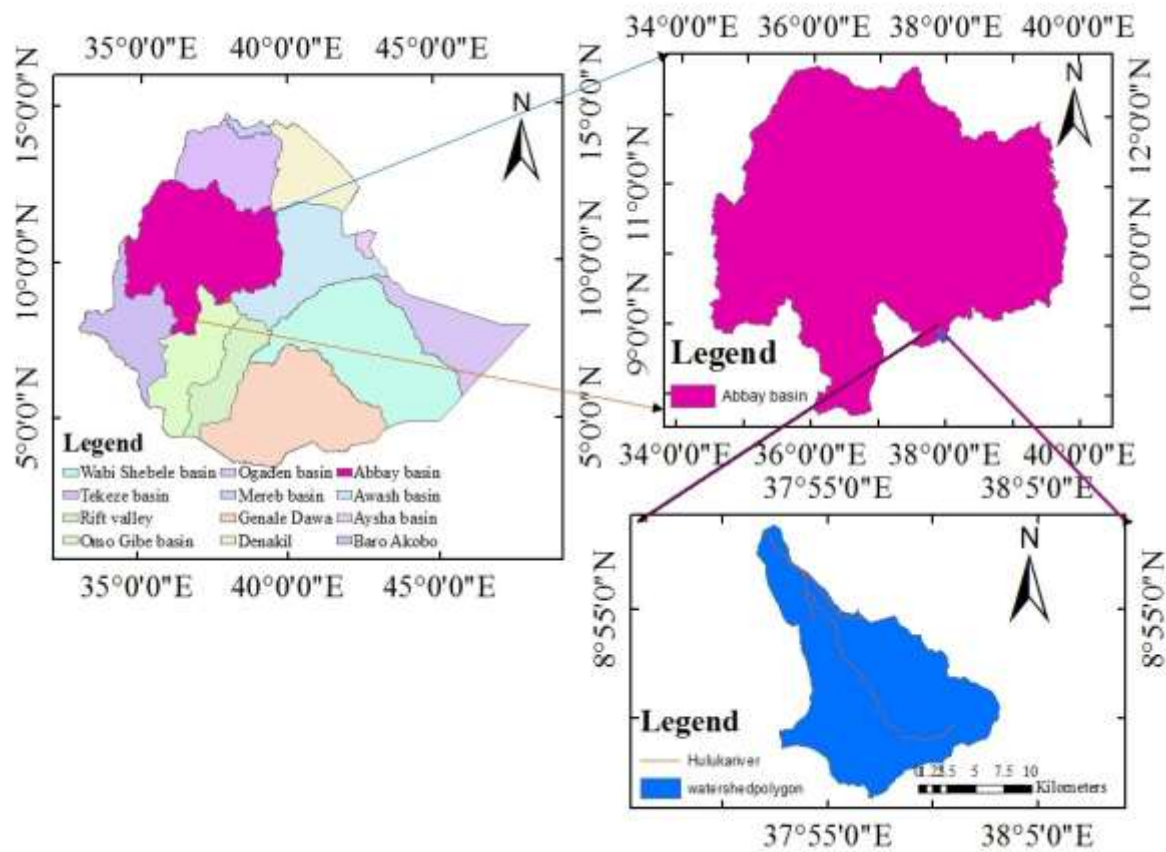 35°0'0"E 40°0'0"E 45°0'0"E
15°0'0"N
10°0'0"N
5°0'0"N
N
15°0'0"N
10°0'0"N
5°0'0"N
Legend
Wabi Shebele basin Ogaden basin Abbay basin
Tekeze basin Mereb basin Awash basin
Rift valley Genale Dawa Aysha basin
Omo Gibe basin Denakil Baro Akobo
35°0'0"E 40°0'0"E 45°0'0"E
34°0'0"E 36°0'0"E 38°0'0"E 40°0'0"E
11°0'0"N
9°0'0"N
N
12°0'0"N
10°0'0"N
Legend
Abbay basin
34°0'0"E 36°0'0"E 38°0'0"E 40°0'0"E
37°55'0"E 38°5'0"E
8°55'0"N
N
8°55'0"N
Legend
Hulukariver
watershedpolygon
5 7.5 10
Kilometers
37°55'0"E 38°5'0"E